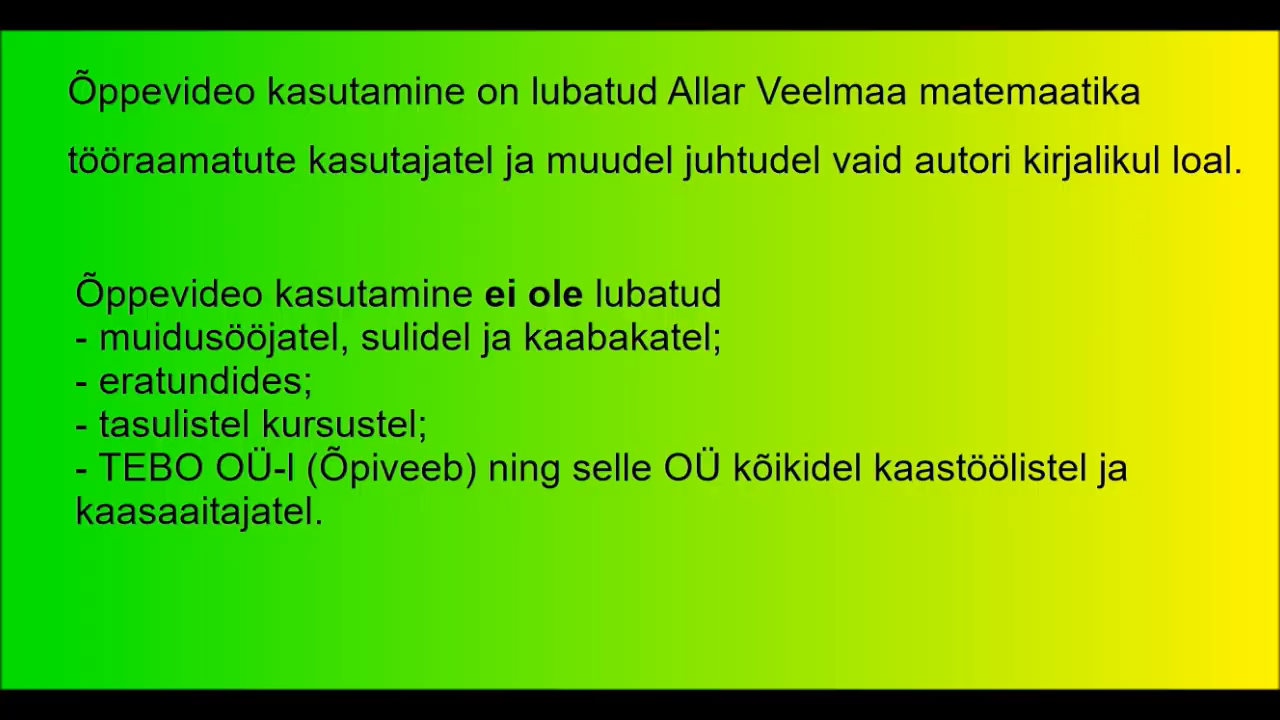 Õppevideo kasutamine on lubatud Allar Veelmaa matemaatika
tööraamatute kasutajatel ja muudel juhtudel vaid autori kirjalikul loal.
Õppevideo kasutamine ei ole lubatud
- muidusööjatel, sulidel ja kaabakatel;
- eratundides;
- tasulistel kursustel;
- TEBO OÜ-l (Õpiveeb) ning selle OÜ kõikidel kaastöölistel ja
kaasaaitajatel.